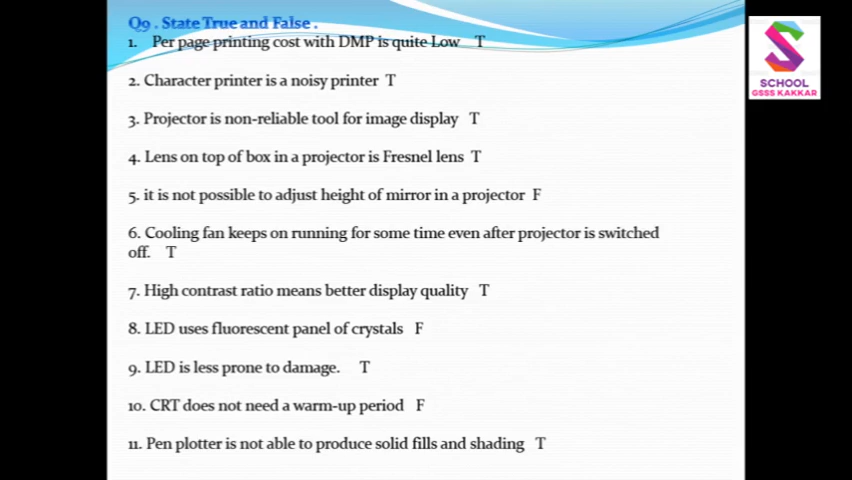 Q9 . State True and False .
1. Per page printing cost with DMP is quite Low T
2. Character printer is a noisy printer T
3. Projector is non-reliable tool for image display T
4. Lens on top of box in a projector is Fresnel lens T
5. it is not possible to adjust height of mirror in a projector F
6. Cooling fan keeps on running for some time even after projector is switched
off. T
7. High contrast ratio means better display quality T
8. LED uses fluorescent panel of crystals F
9. LED is less prone to damage. T
10. CRT does not need a warm-up period F
11. Pen plotter is not able to produce solid fills and shading T
SCHOOL
GSSS KAKKAR